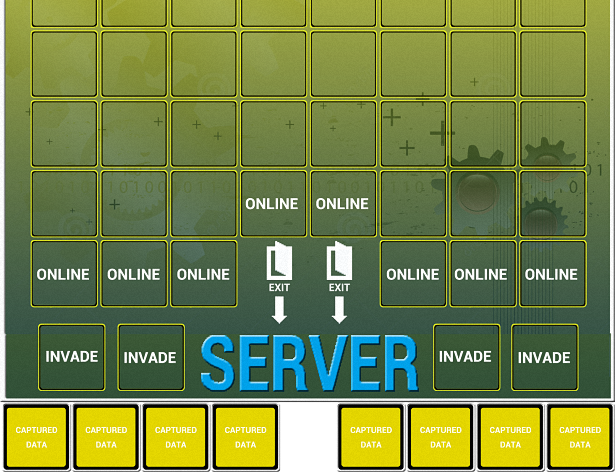 ONLINE ONLINE
ONLINE ONLINE ONLINE EXIT EXIT ONLINE ONLINE ONLINE
INVADE INVADE SERVER INVADE INVADE
CAPTURED CAPTURED CAPTURED CAPTURED CAPTURED CAPTURED CAPTURED CAPTURED
DATA DATA DATA DATA DATA DATA DATA DATA